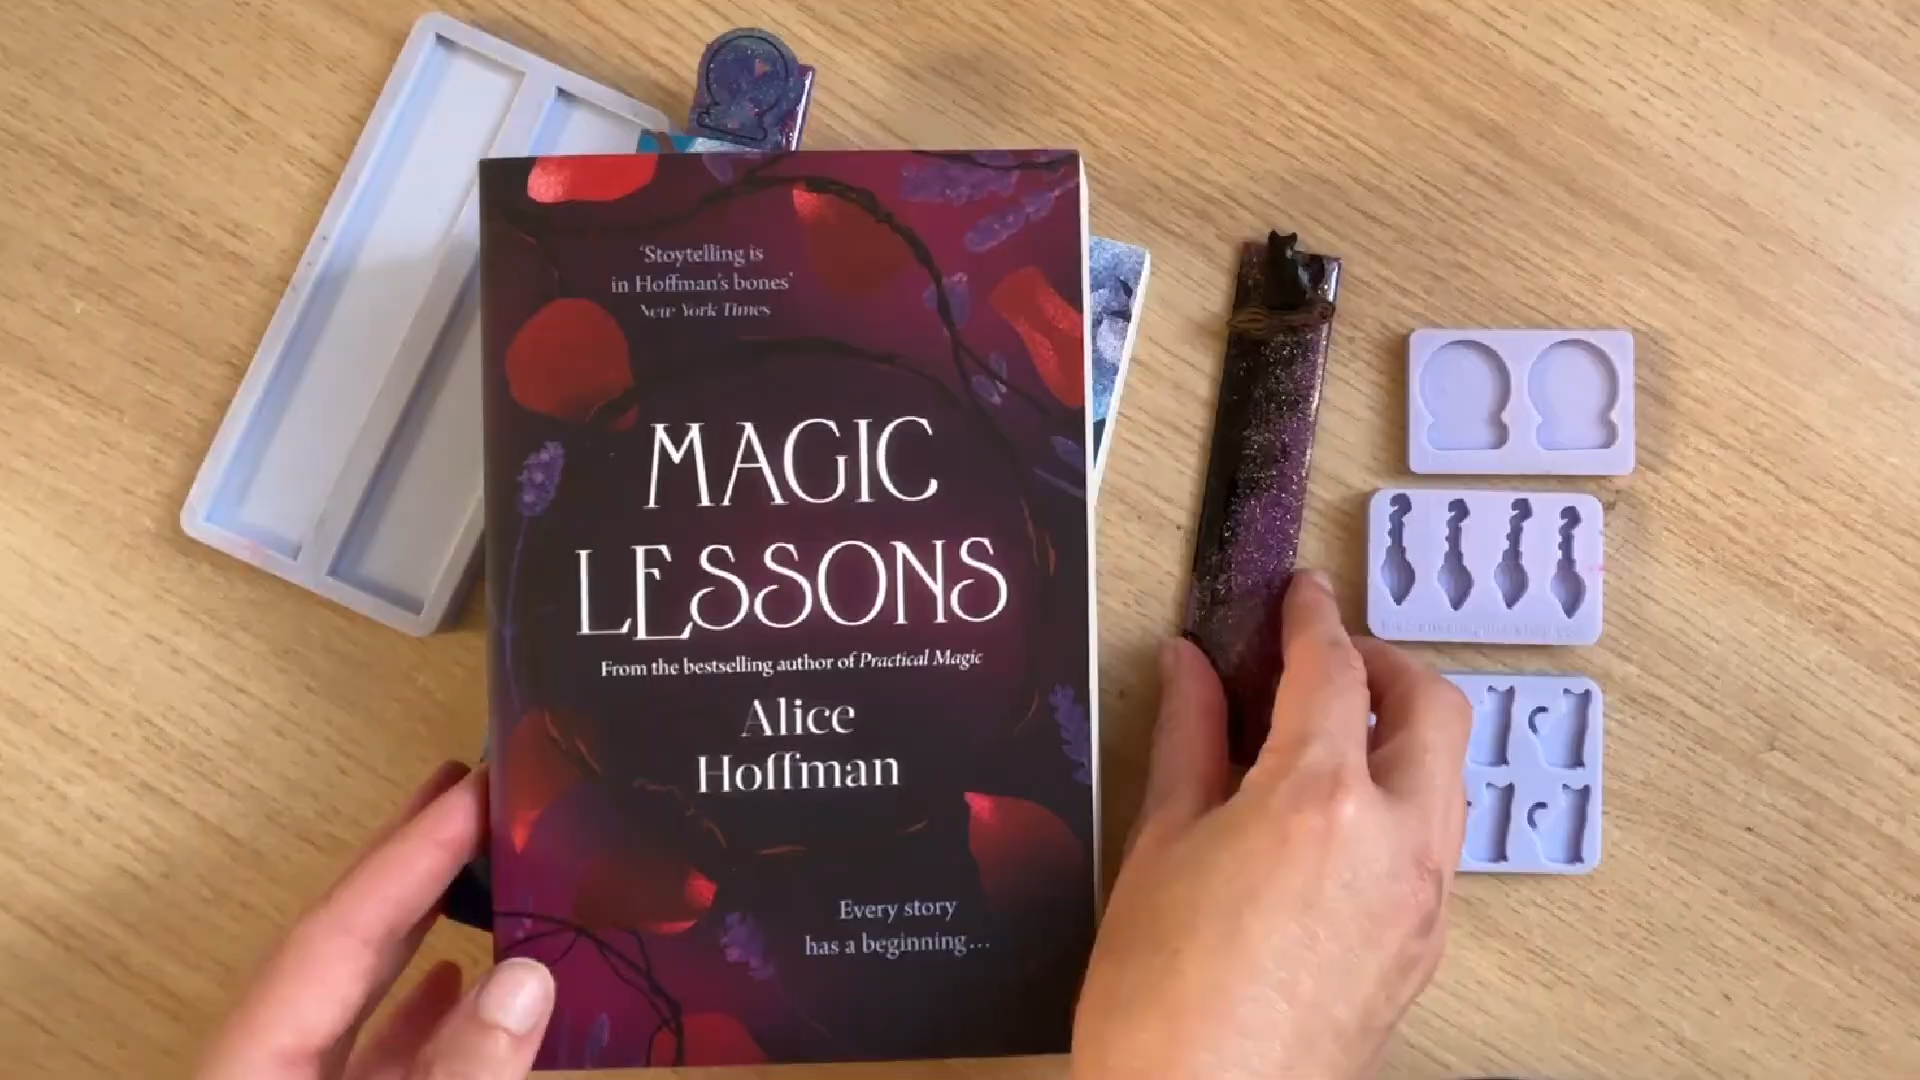 ‘Stoytelling is
in Hoffman's bones’
New York Times
MAGIC
LESSONS
From the bestselling author of Practical Magic
Alice
Hoffman
Every story
has a beginning...